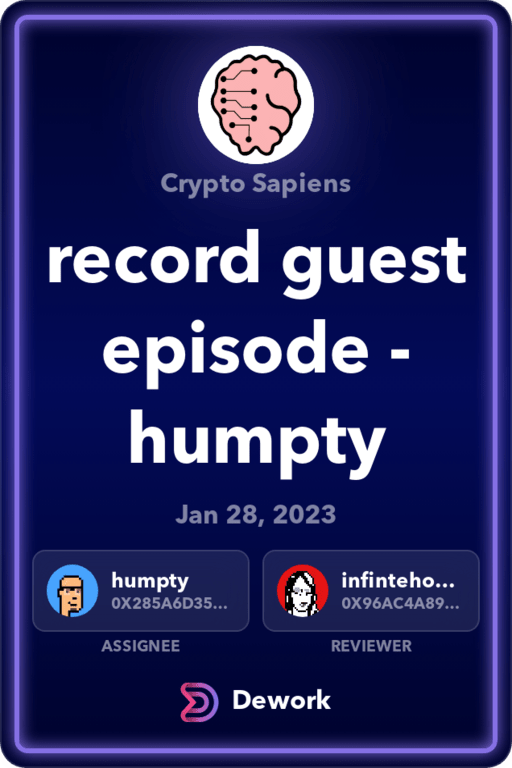 Crypto Sapiens
record guest
episode -
humpty
Jan 28, 2023
humpty
0X285A6D35...
ASSIGNEE
infinteho...
0X96AC4A89...
REVIEWER
Dework